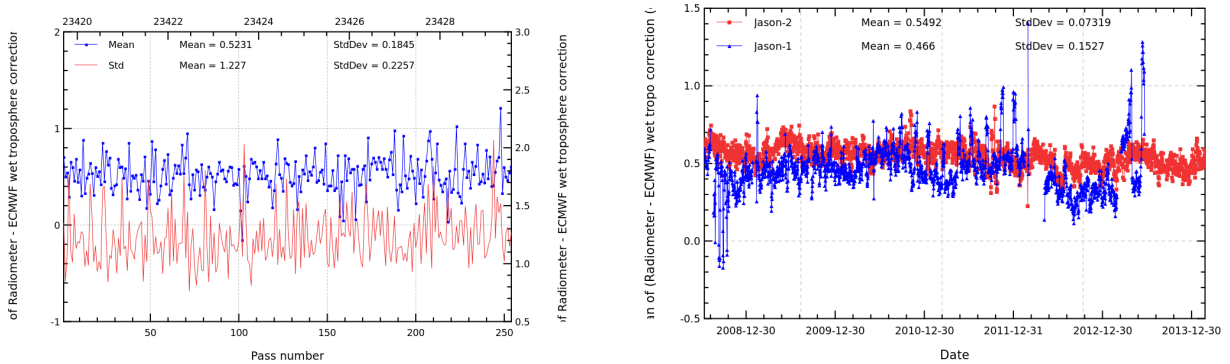 23420 23422 23424 23426 23428
Mean Mean = 0.5231 StdDev = 0.1845
Std Mean = 1.227 StdDev = 0.2257
2
1
0
-1
3.0
2.5
2.0
1.5
1.0
0.5
50 100 150 200 250
Pass number
of Radiometer - ECMWF wet troposphere correction
of Radiometer - ECMWF wet troposphere correction
Jason-2 Mean = 0.5492 StdDev = 0.07319
Jason-1 Mean = 0.466 StdDev = 0.1527
1.5
1.0
0.5
0.0
-0.5
2008-12-30 2009-12-30 2010-12-30 2011-12-31 2012-12-30 2013-12-30
Date
an of (Radiometer - ECMWF) wet tropo correction (